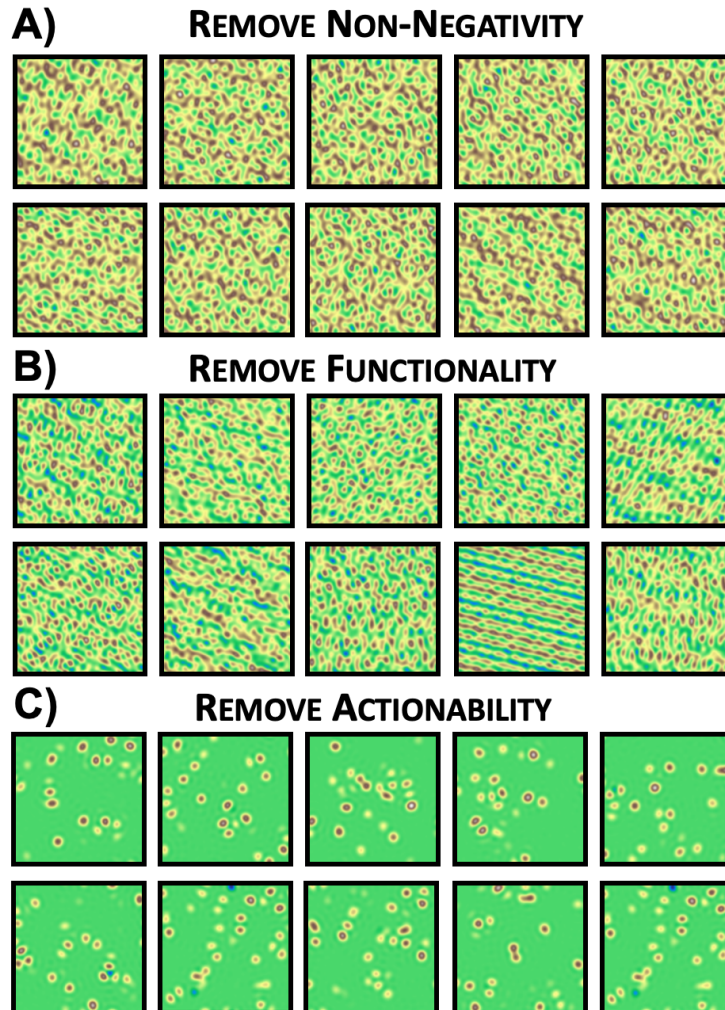 A) REMOVE NON-NEGATIVITY
B) REMOVE FUNCTIONALITY
C) REMOVE ACTIONABILITY